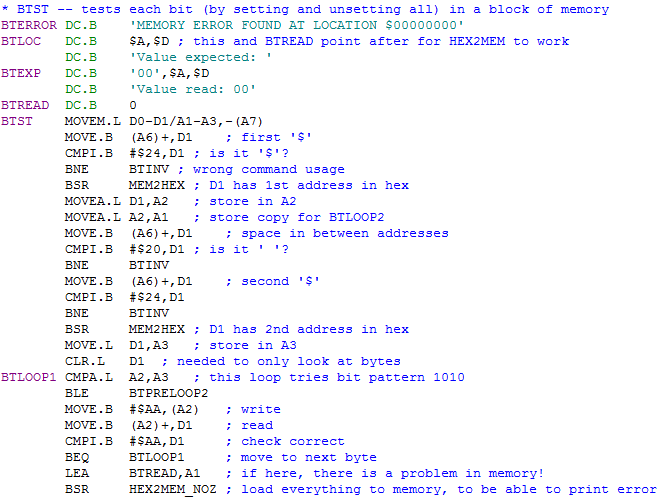 * BTST -- tests each bit (by setting and unsetting all) in a block of memory
BTERROR DC.B 'MEMORY ERROR FOUND AT LOCATION $00000000'
BTLOC DC.B $A,$D ; this and BTREAD point after for HEX2MEM to work
DC.B 'Value expected: '
BTEXP DC.B '00',$A,$D
DC.B 'Value read: 00'
BTREAD DC.B 0
BTST MOVEM.L D0-D1/A1-A3,-(A7)
MOVE.B (A6)+,D1 ; first '$'
CMPI.B #$24,D1 ; is it '$'?
BNE BTINV ; wrong command usage
BSR MEM2HEX ; D1 has 1st address in hex
MOVEA.L D1,A2 ; store in A2
MOVEA.L A2,A1 ; store copy for BTLOOP2
MOVE.B (A6)+,D1 ; space in between addresses
CMPI.B #$20,D1 ; is it ' '?
BNE BTINV
MOVE.B (A6)+,D1 ; second '$'
CMPI.B #$24,D1
BNE BTINV
BSR MEM2HEX ; D1 has 2nd address in hex
MOVE.L D1,A3 ; store in A3
CLR.L D1 ; needed to only look at bytes
BTLOOP1 CMPA.L A2,A3 ; this loop tries bit pattern 1010
BLE BTPRELOOP2
MOVE.B #$AA,(A2) ; write
MOVE.B (A2)+,D1 ; read
CMPI.B #$AA,D1 ; check correct
BEQ BTLOOP1 ; move to next byte
LEA BTREAD,A1 ; if here, there is a problem in memory!
BSR HEX2MEM_NOZ ; load everything to memory, to be able to print error